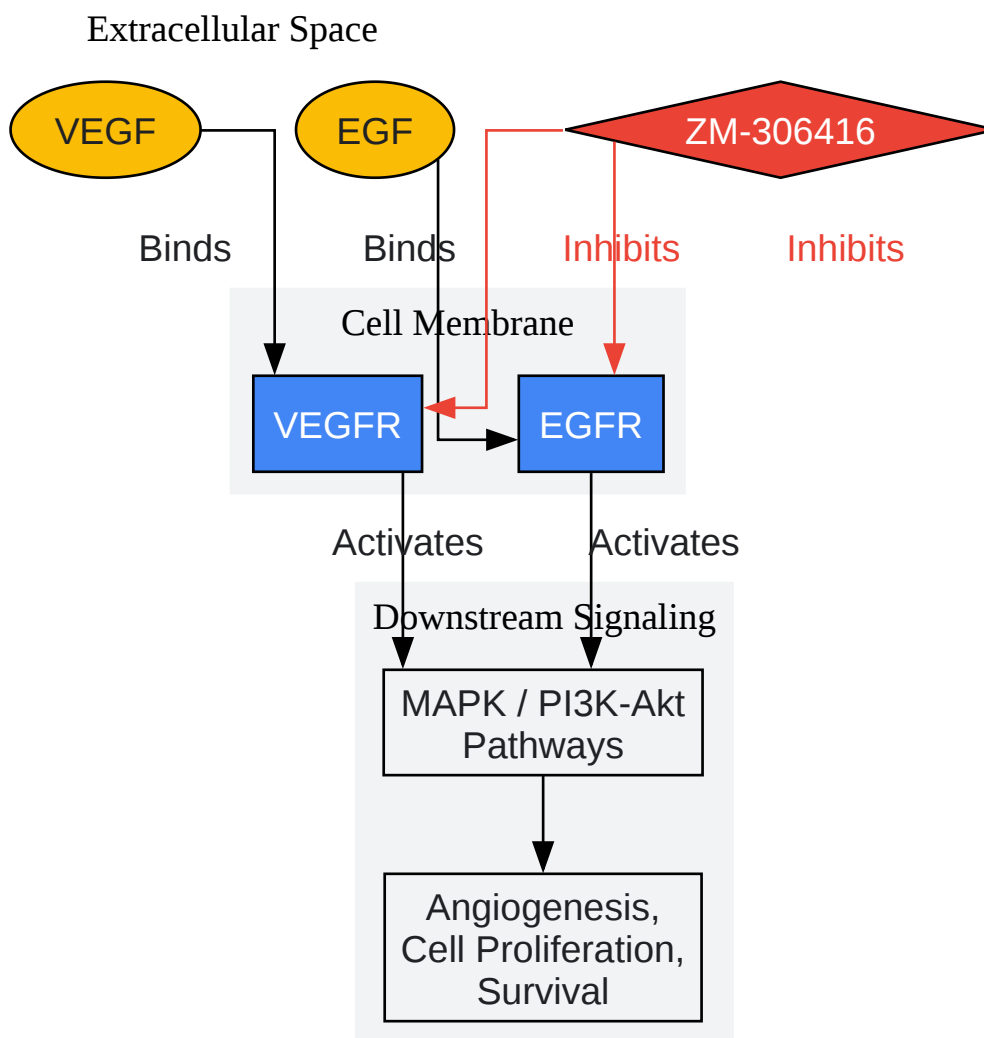 Extracellular Space
VEGF
EGF
ZM-306416
Binds
Binds
Inhibits
Inhibits
Cell Membrane
VEGFR
EGFR
Activates
Activates
Downstream Signaling
MAPK / PI3K-Akt
Pathways
Angiogenesis,
Cell Proliferation,
Survival